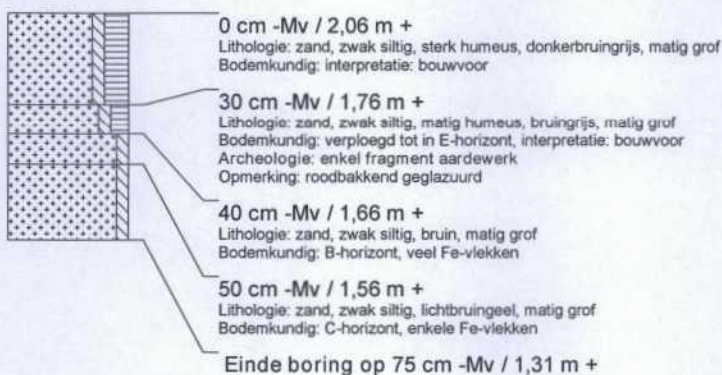 0 cm -Mv / 2,06 m +
Lithologie: zand, zwak siltig, sterk humeus, donkerbruingrijs, matig grof
Bodemkundig: interpretatie: bouwvoor
30 cm -Mv / 1,76 m +
Lithologie: zand, zwak siltig, matig humeus, bruingrijs, matig grof
Bodemkundig: verploegd tot in E-horizont, interpretatie: bouwvoor
Archeologie: enkel fragment aardewerk
Opmerking: roodbakkend geglazuurd
40 cm -Mv / 1,66 m +
Lithologie: zand, zwak siltig, bruin, matig grof
Bodemkundig: B-horizont, veel Fe-vlekken
50 cm -Mv / 1,56 m +
Lithologie: zand, zwak siltig, lichtbruingeel, matig grof
Bodemkundig: C-horizont, enkele Fe-vlekken
Einde boring op 75 cm -Mv / 1,31 m +